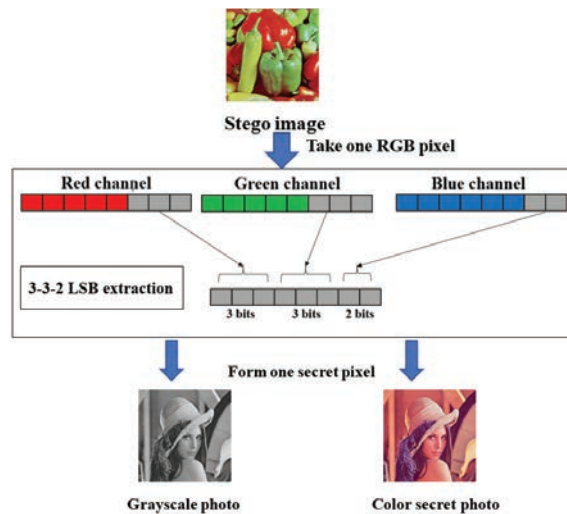 Stego image
Take one RGB pixel
Red channel
Green channel
Blue channel
3-3-2 LSB extraction
3 bits
3 bits
2 bits
Form one secret pixel
Grayscale photo
Color secret photo